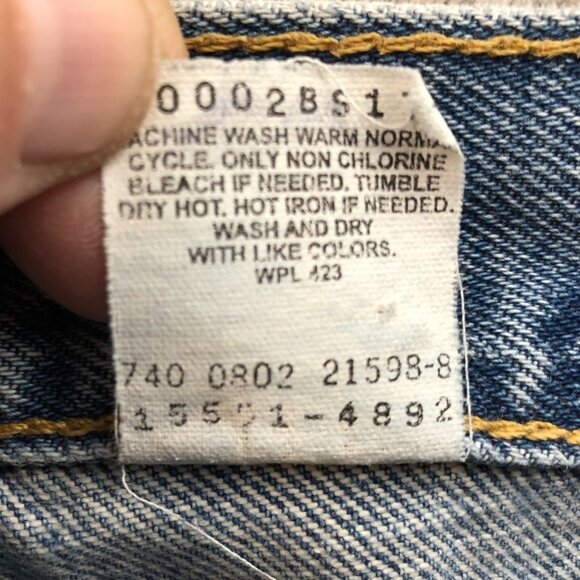 0002BS1
ACHINE WASH WARM NORMA
CYCLE. ONLY NON CHLORINE
BLEACH IF NEEDED. TUMBLE
DRY HOT. HOT IRON IF NEEDED.
WASH AND DRY
WITH LIKE COLORS.
WPL 423
740 0802 21598-8
15551-4892